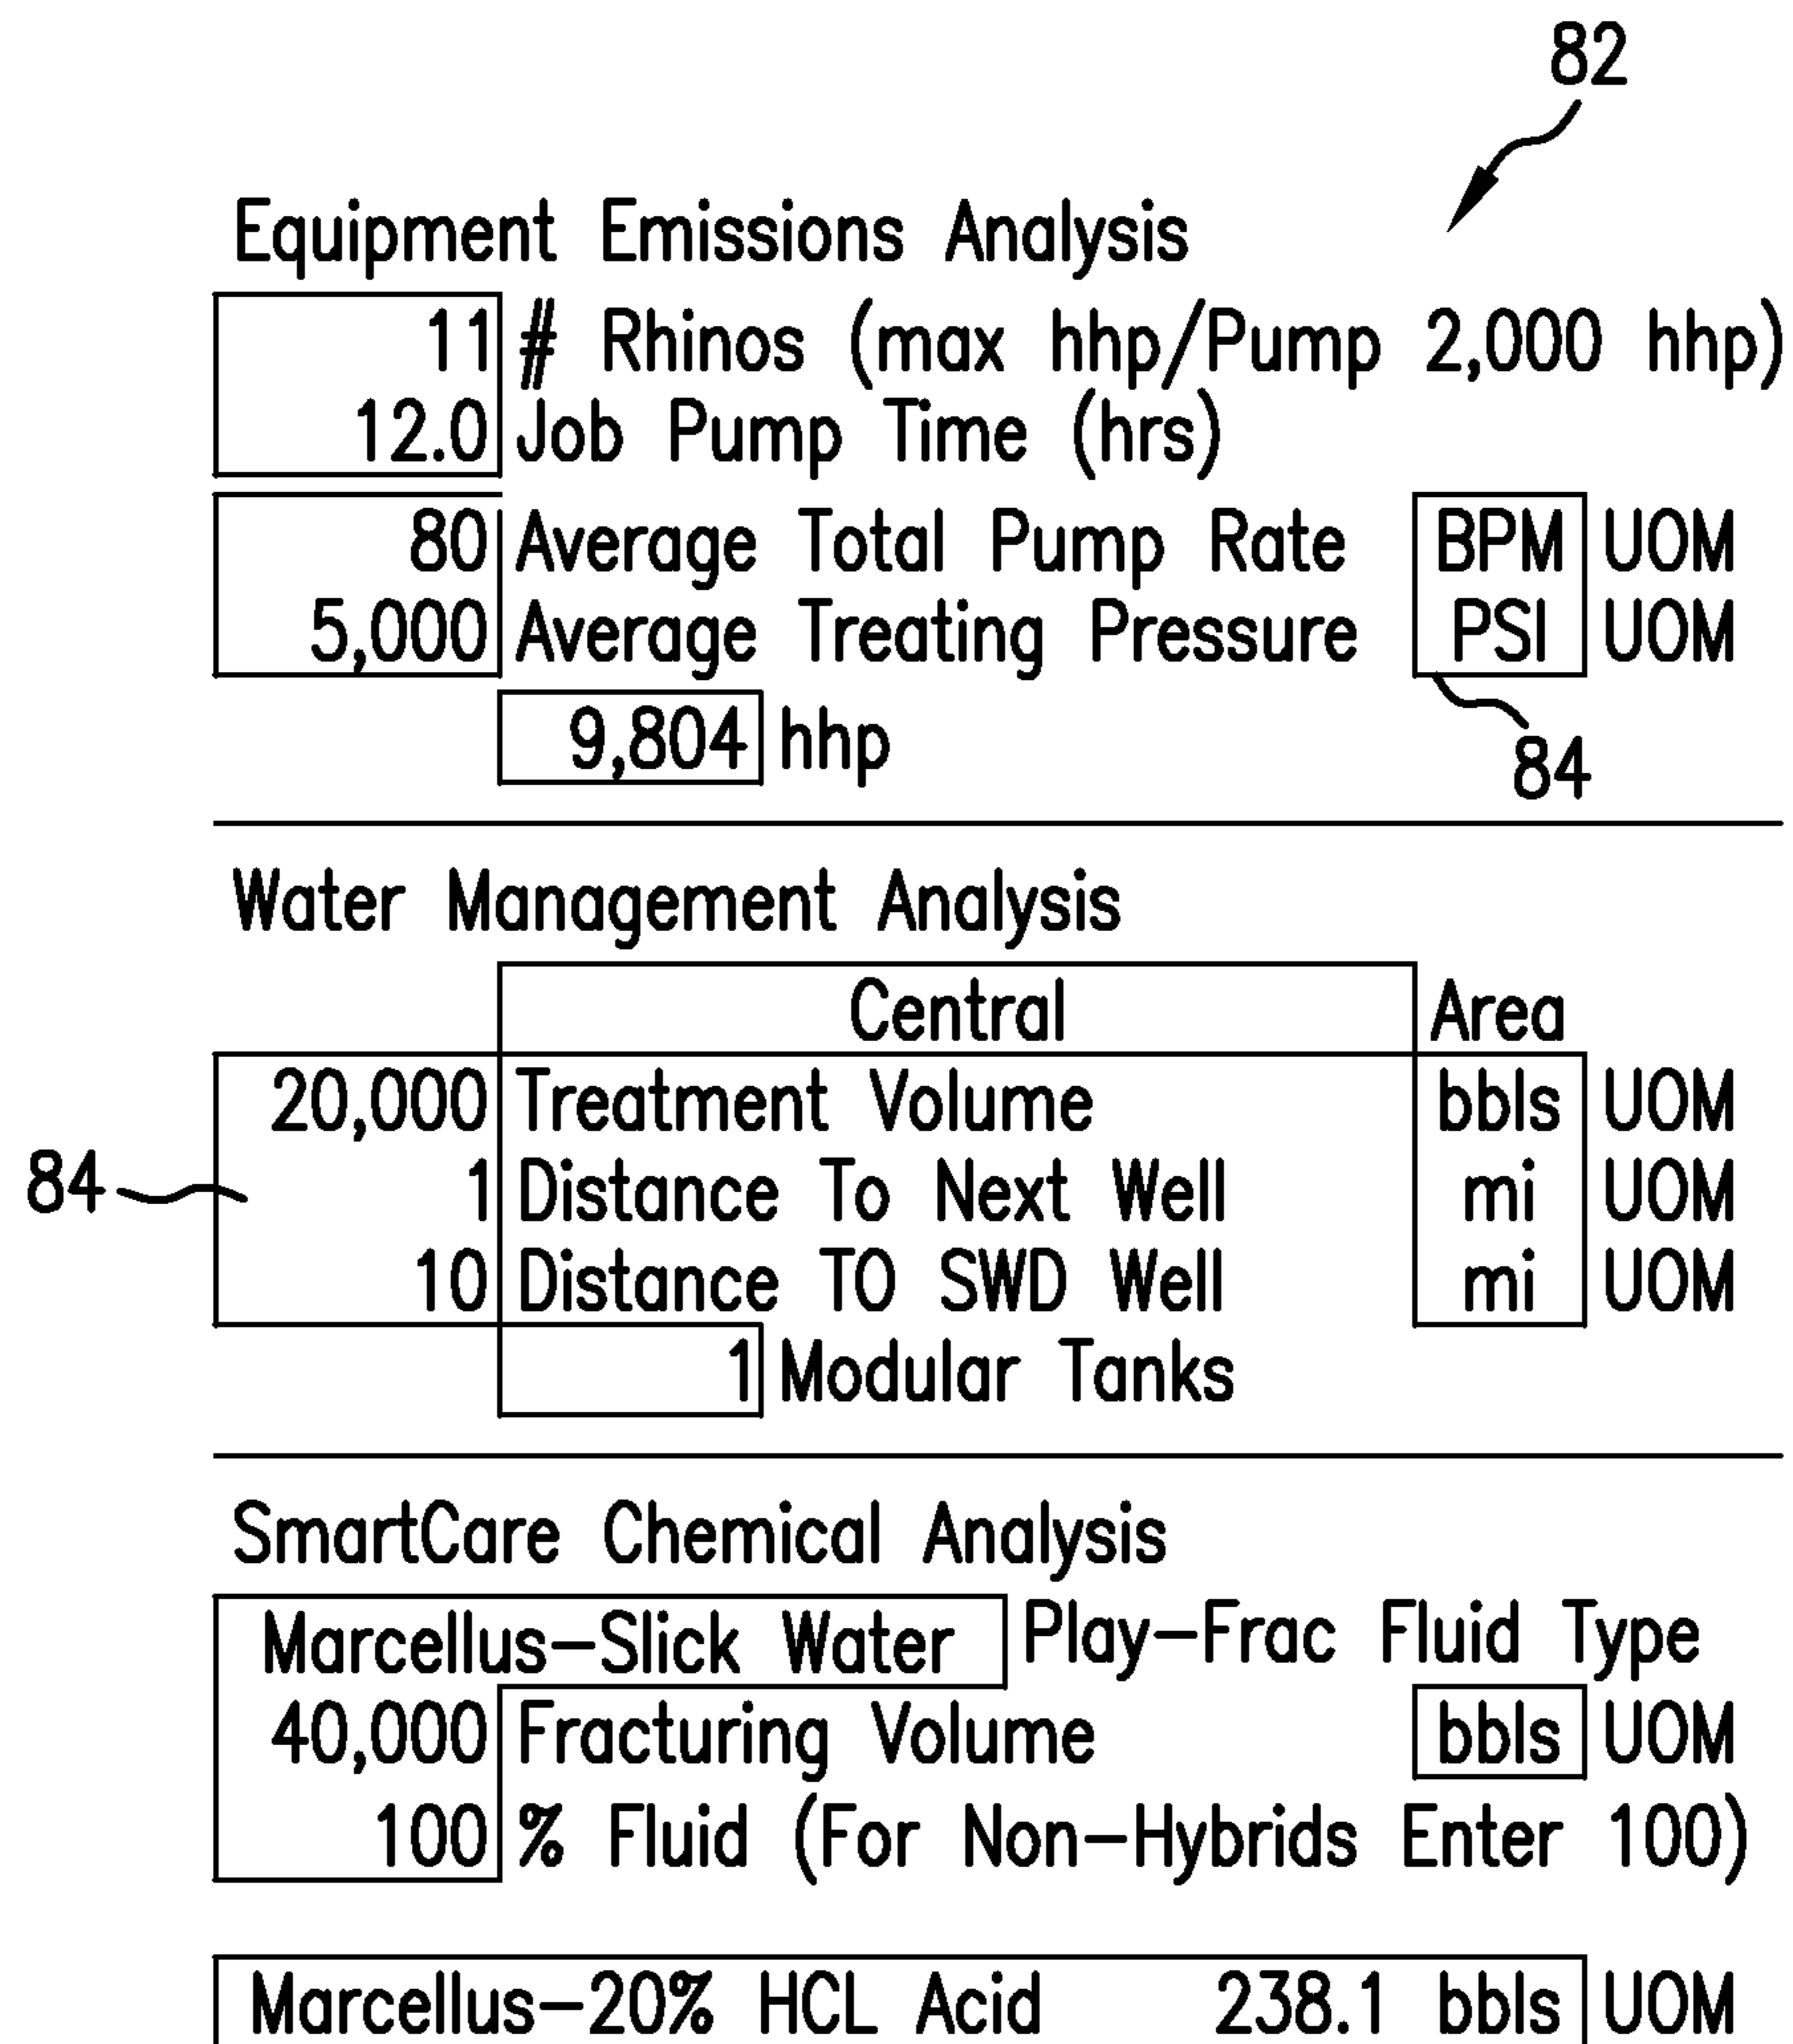 82
Equipment Emissions Analysis
11 # Rhinos (max hhp/Pump 2,000 hhp)
12.0 Job Pump Time (hrs)
80 Average Total Pump Rate BPM UOM
5,000 Average Treating Pressure PSI UOM
9,804 hhp
84
Water Management Analysis
Central Area
20,000 Treatment Volume bbls UOM
84 1 Distance To Next Well mi UOM
10 Distance TO SWD Well mi UOM
1 Modular Tanks
SmartCare Chemical Analysis
Marcellus-Slick Water Play-Frac Fluid Type
40,000 Fracturing Volume bbls UOM
100 % Fluid (For Non-Hybrids Enter 100)
Marcellus-20% HCL Acid 238.1 bbls UOM